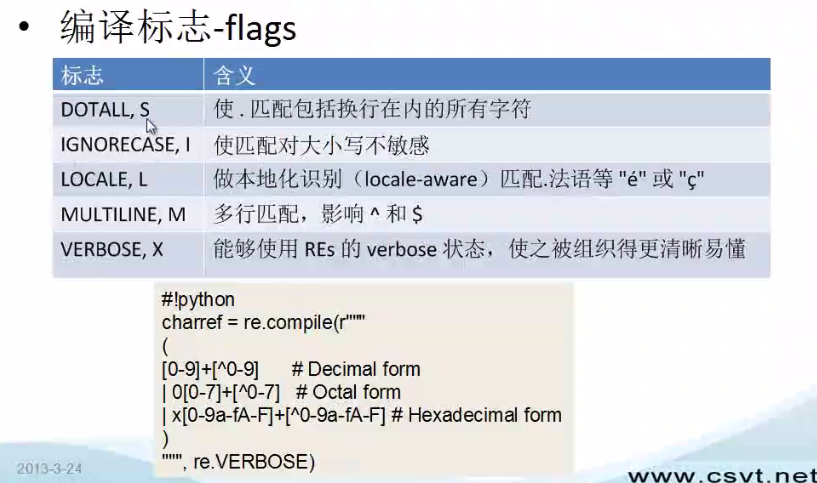 • 编译标志-flags
标志 含义
DOTALL, S 使 . 匹配包括换行在内的所有字符
IGNORECASE, I 使匹配对大小写不敏感
LOCALE, L 做本地化识别（locale-aware）匹配.法语等 "é" 或 "ç"
MULTILINE, M 多行匹配，影响 ^ 和 $
VERBOSE, X 能够使用 REs 的 verbose 状态，使之被组织得更清晰易懂
#!python
charref = re.compile(r"""
(
[0-9]+[^0-9] # Decimal form
| 0[0-7]+[^0-7] # Octal form
| x[0-9a-fA-F]+[^0-9a-fA-F] # Hexadecimal form
)
""", re.VERBOSE)
2013-3-24
www.csvt.net